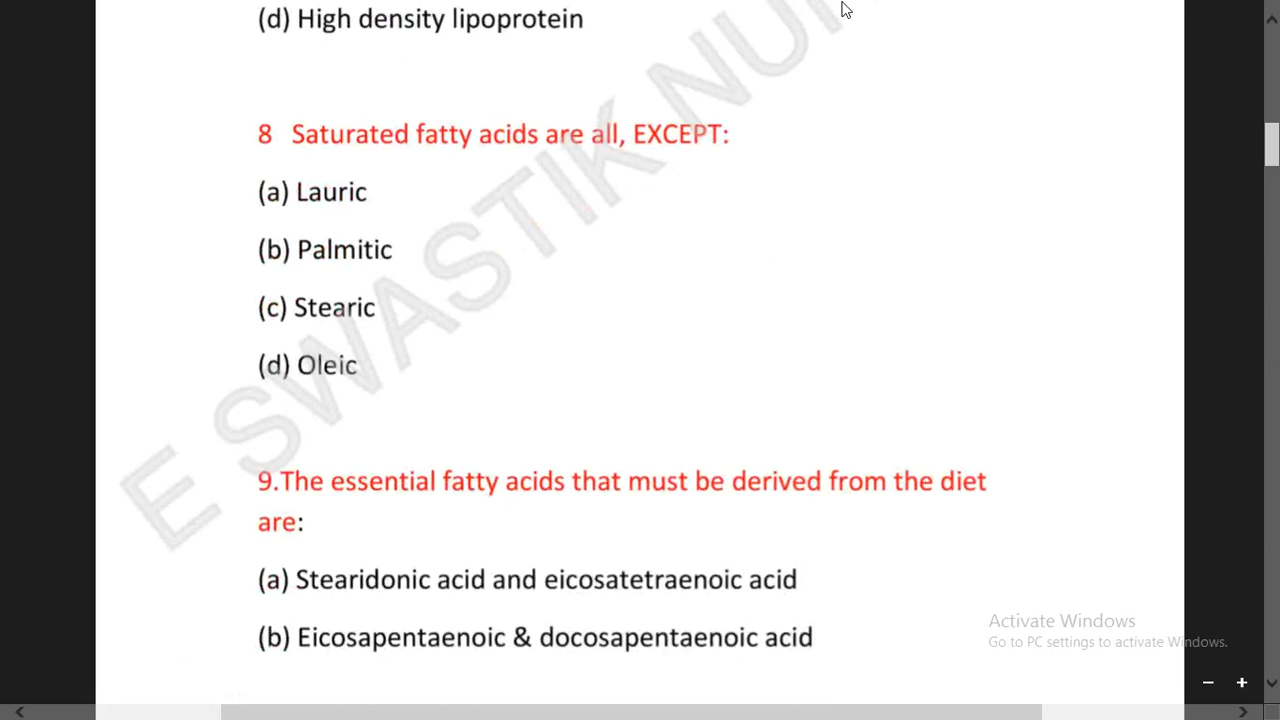 (d) High density lipoprotein
8 Saturated fatty acids are all, EXCEPT:
(a) Lauric
(b) Palmitic
(c) Stearic
(d) Oleic
E SWASTIK
9.The essential fatty acids that must be derived from the diet
are:
(a) Stearidonic acid and eicosatetraenoic acid
(b) Eicosapentaenoic & docosapentaenoic acid
Activate Windows
Go to PC settings to activate Windows.